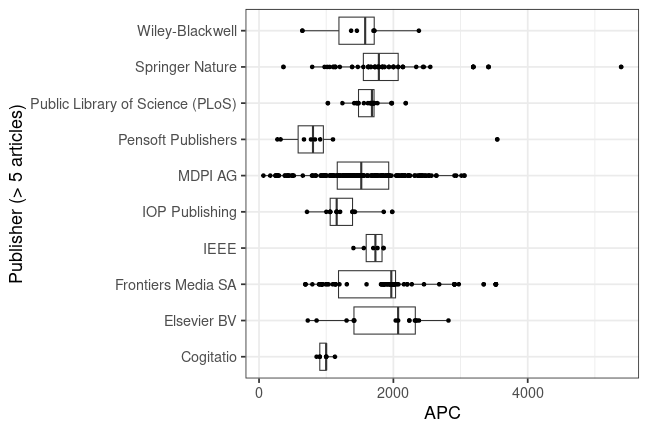 Publisher (> 5 articles)
Wiley-Blackwell
Springer Nature
Public Library of Science (PLoS)
Pensoft Publishers
MDPI AG
IOP Publishing
IEEE
Frontiers Media SA
Elsevier BV
Cogitatio
0 2000 4000
APC